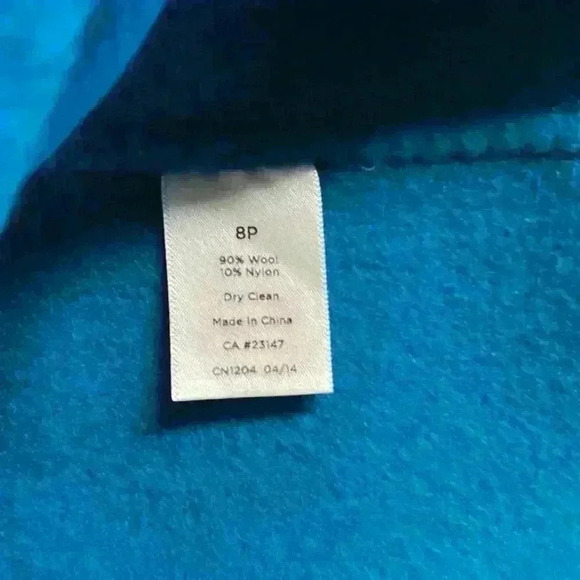 8P
90% Wool
10% Nylon
Dry Clean
Made in China
CA #23147
CN1204 04/14